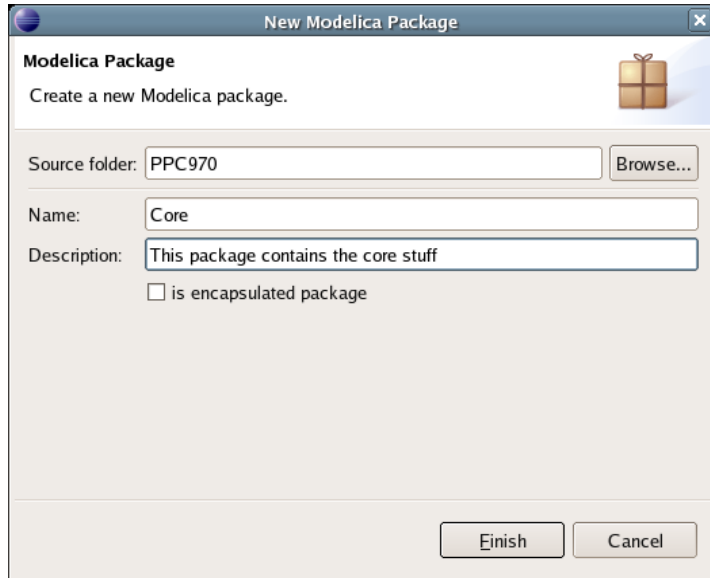 New Modelica Package
Modelica Package
Create a new Modelica package.
Source folder: PPC970 Browse...
Name: Core
Description: This package contains the core stuff
is encapsulated package
Finish Cancel